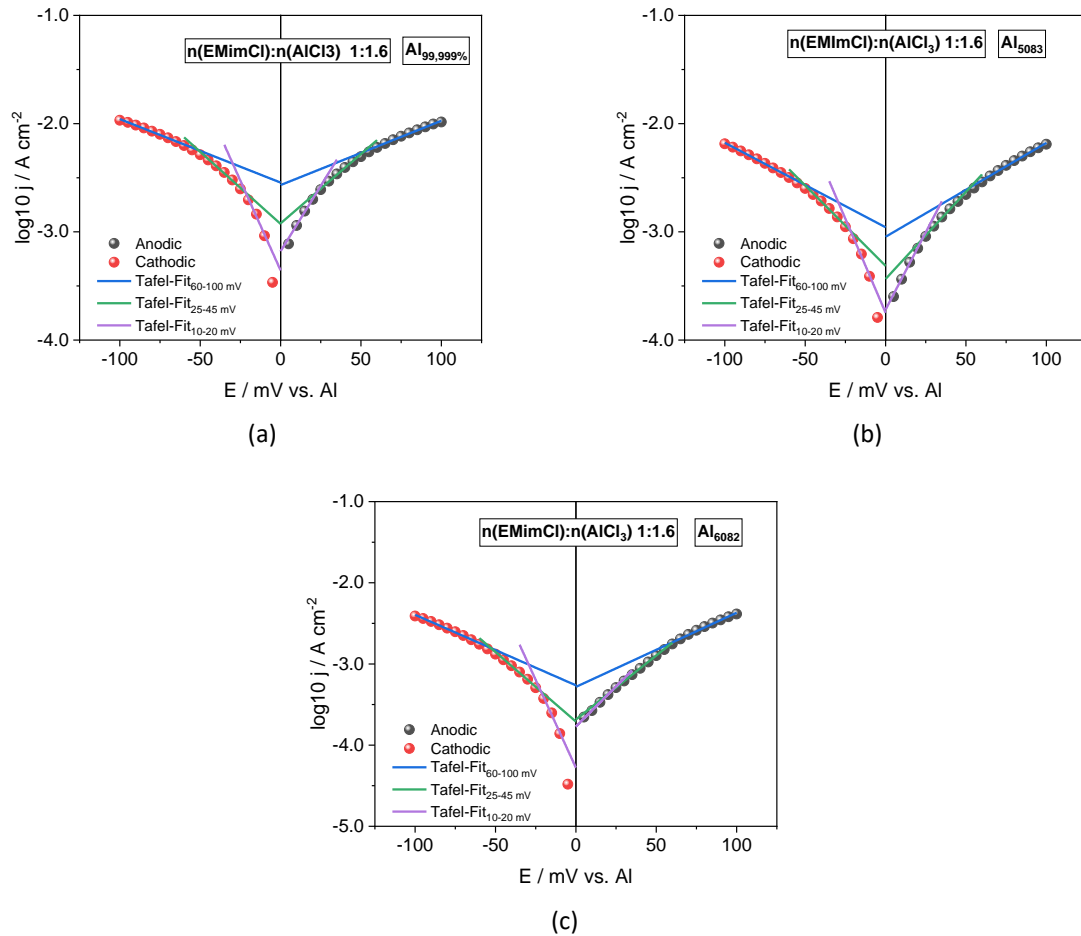 n(EMimCl):n(AlCl3) 1:1.6
Al99,999%
-1.0
-2.0
-3.0
-4.0
log10 j / A cm-2
Anodic
Cathodic
Tafel-Fit60-100 mV
Tafel-Fit25-45 mV
Tafel-Fit10-20 mV
-100 -50 0 50 100
E / mV vs. Al
(a)
n(EMImCl):n(AlCl3) 1:1.6
Al5083
-1.0
-2.0
-3.0
-4.0
log10 j / A cm-2
Anodic
Cathodic
Tafel-Fit60-100 mV
Tafel-Fit25-45 mV
Tafel-Fit10-20 mV
-100 -50 0 50 100
E / mV vs. Al
(b)
n(EMimCl):n(AlCl3) 1:1.6
Al6082
-1.0
-2.0
-3.0
-4.0
-5.0
log10 j / A cm-2
Anodic
Cathodic
Tafel-Fit60-100 mV
Tafel-Fit25-45 mV
Tafel-Fit10-20 mV
-100 -50 0 50 100
E / mV vs. Al
(c)